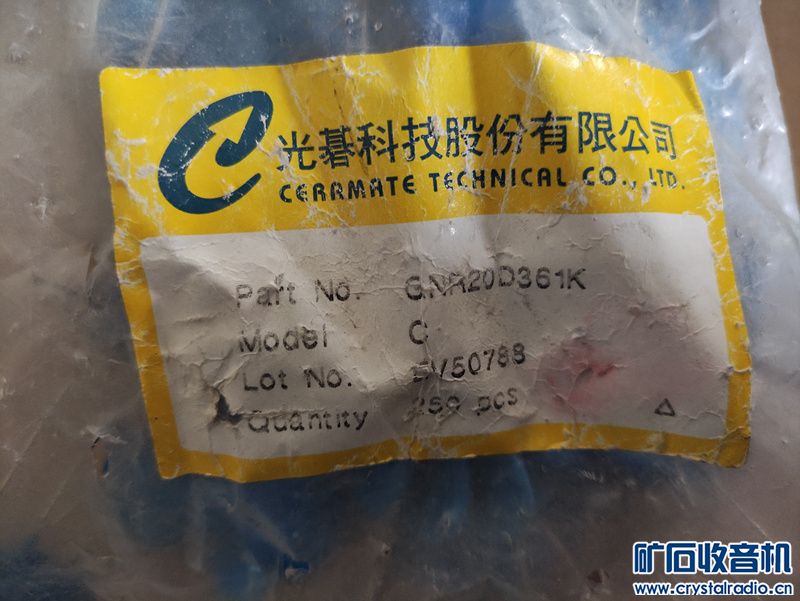 光碁科技股份有限公司
CERRMATE TECHNICAL CO., LTD.
Part No. GNR20D361K
Model C
Lot No.
Quantity 250 pcs
矿石收音机
www.crystalradio.cn